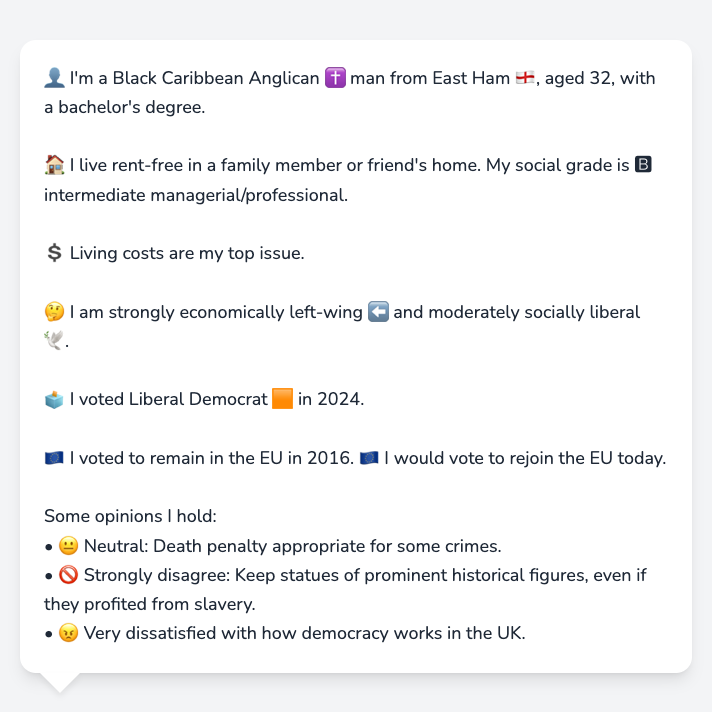 👤 I'm a Black Caribbean Anglican ✝️ man from East Ham 🏴󠁧󠁢󠁥󠁮󠁧󠁿, aged 32, with
a bachelor's degree.
🏠 I live rent-free in a family member or friend's home. My social grade is 🅱
intermediate managerial/professional.
💲 Living costs are my top issue.
🤔 I am strongly economically left-wing ⬅️ and moderately socially liberal
🕊️.
🗳️ I voted Liberal Democrat 🟧 in 2024.
🇪🇺 I voted to remain in the EU in 2016. 🇪🇺 I would vote to rejoin the EU today.
Some opinions I hold:
• 😐 Neutral: Death penalty appropriate for some crimes.
• 🚫 Strongly disagree: Keep statues of prominent historical figures, even if
they profited from slavery.
• 😠 Very dissatisfied with how democracy works in the UK.